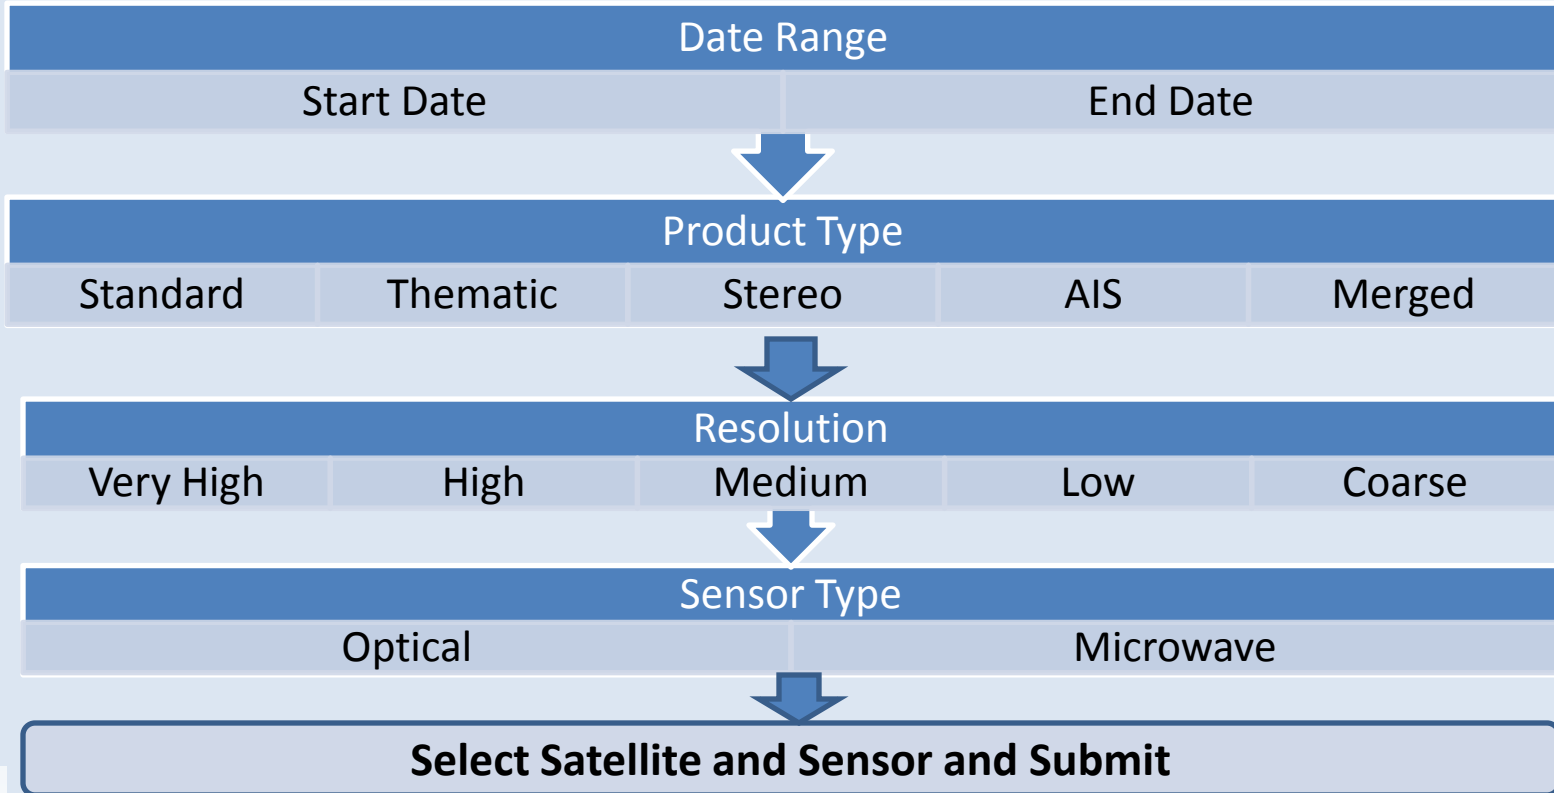 Date Range
Start Date End Date
Product Type
Standard Thematic Stereo AIS Merged
Resolution
Very High High Medium Low Coarse
Sensor Type
Optical Microwave
Select Satellite and Sensor and Submit